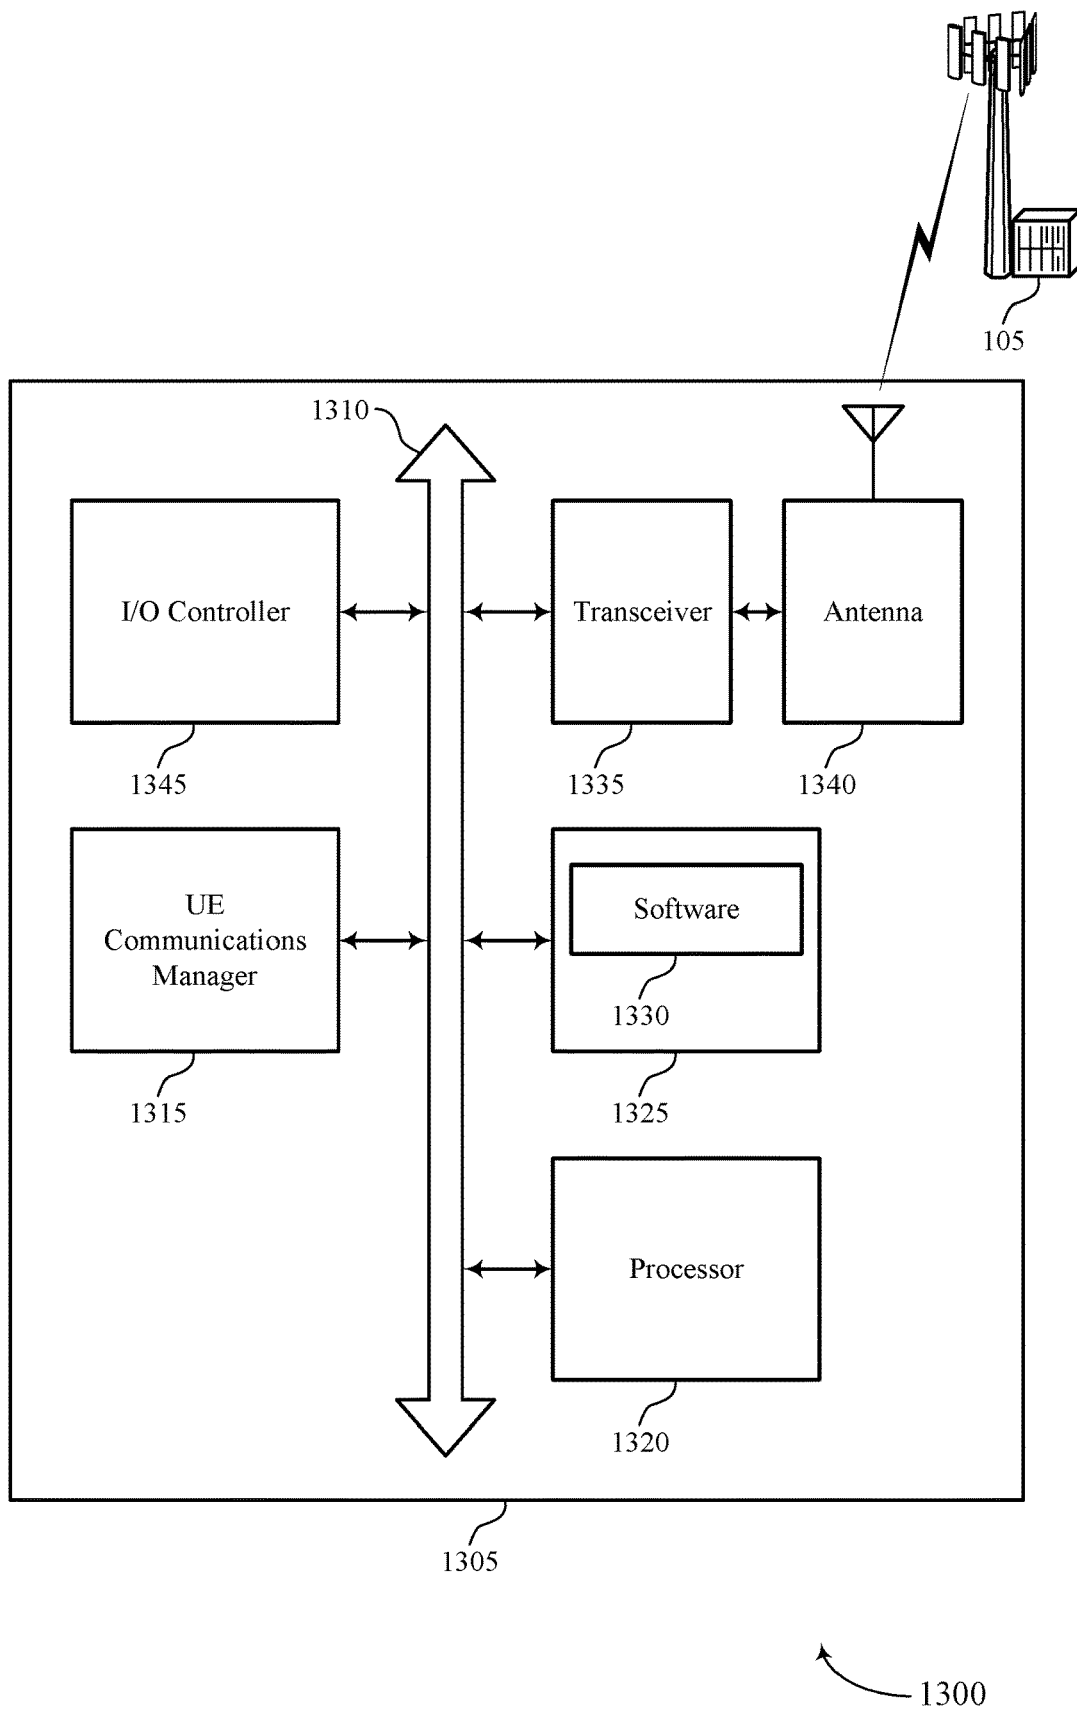 105
1310
I/O Controller
Transceiver
Antenna
1345
1335
1340
UE
Communications
Manager
Software
1330
1315
1325
Processor
1320
1305
1300